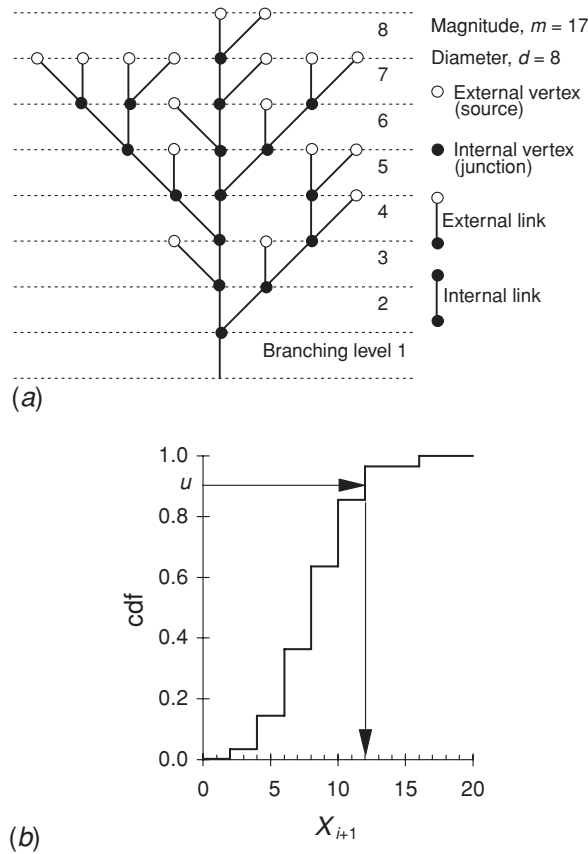 8
7
6
5
4
3
2
Branching level 1
Magnitude, m = 17
Diameter, d = 8
External vertex
(source)
Internal vertex
(junction)
External link
Internal link
(a)
1.0
u
0.8
0.6
0.4
0.2
0.0
cdf
0 5 10 15 20
X i+1
(b)